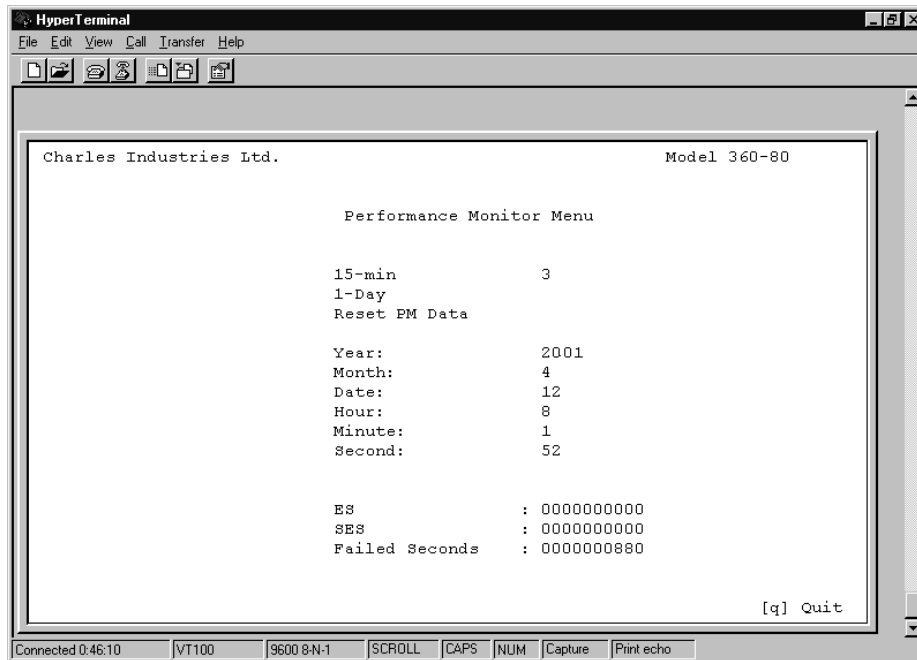 HyperTerminal
File Edit View Call Transfer Help
Charles Industries Ltd. Model 360-80
Performance Monitor Menu
15-min 3
1-Day
Reset PM Data
Year: 2001
Month: 4
Date: 12
Hour: 8
Minute: 1
Second: 52
ES : 0000000000
SES : 0000000000
Failed Seconds : 0000000880
[q] Quit
Connected 0:46:10 VT100 9600 8-N-1 SCROLL CAPS NUM Capture Print echo